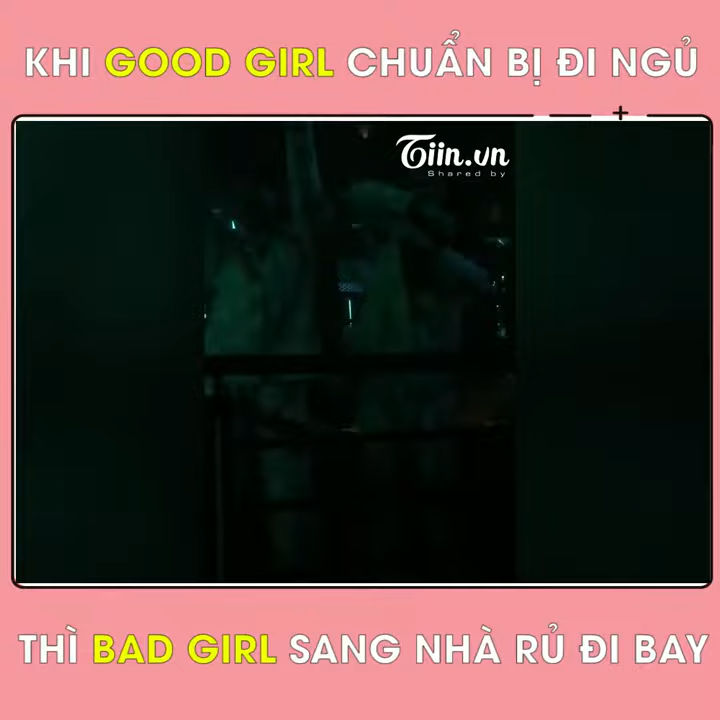 KHI GOOD GIRL CHUẨN BỊ ĐI NGỦ
Tiin.vn
Shared by
THÌ BAD GIRL SANG NHÀ RỦ ĐI BAY